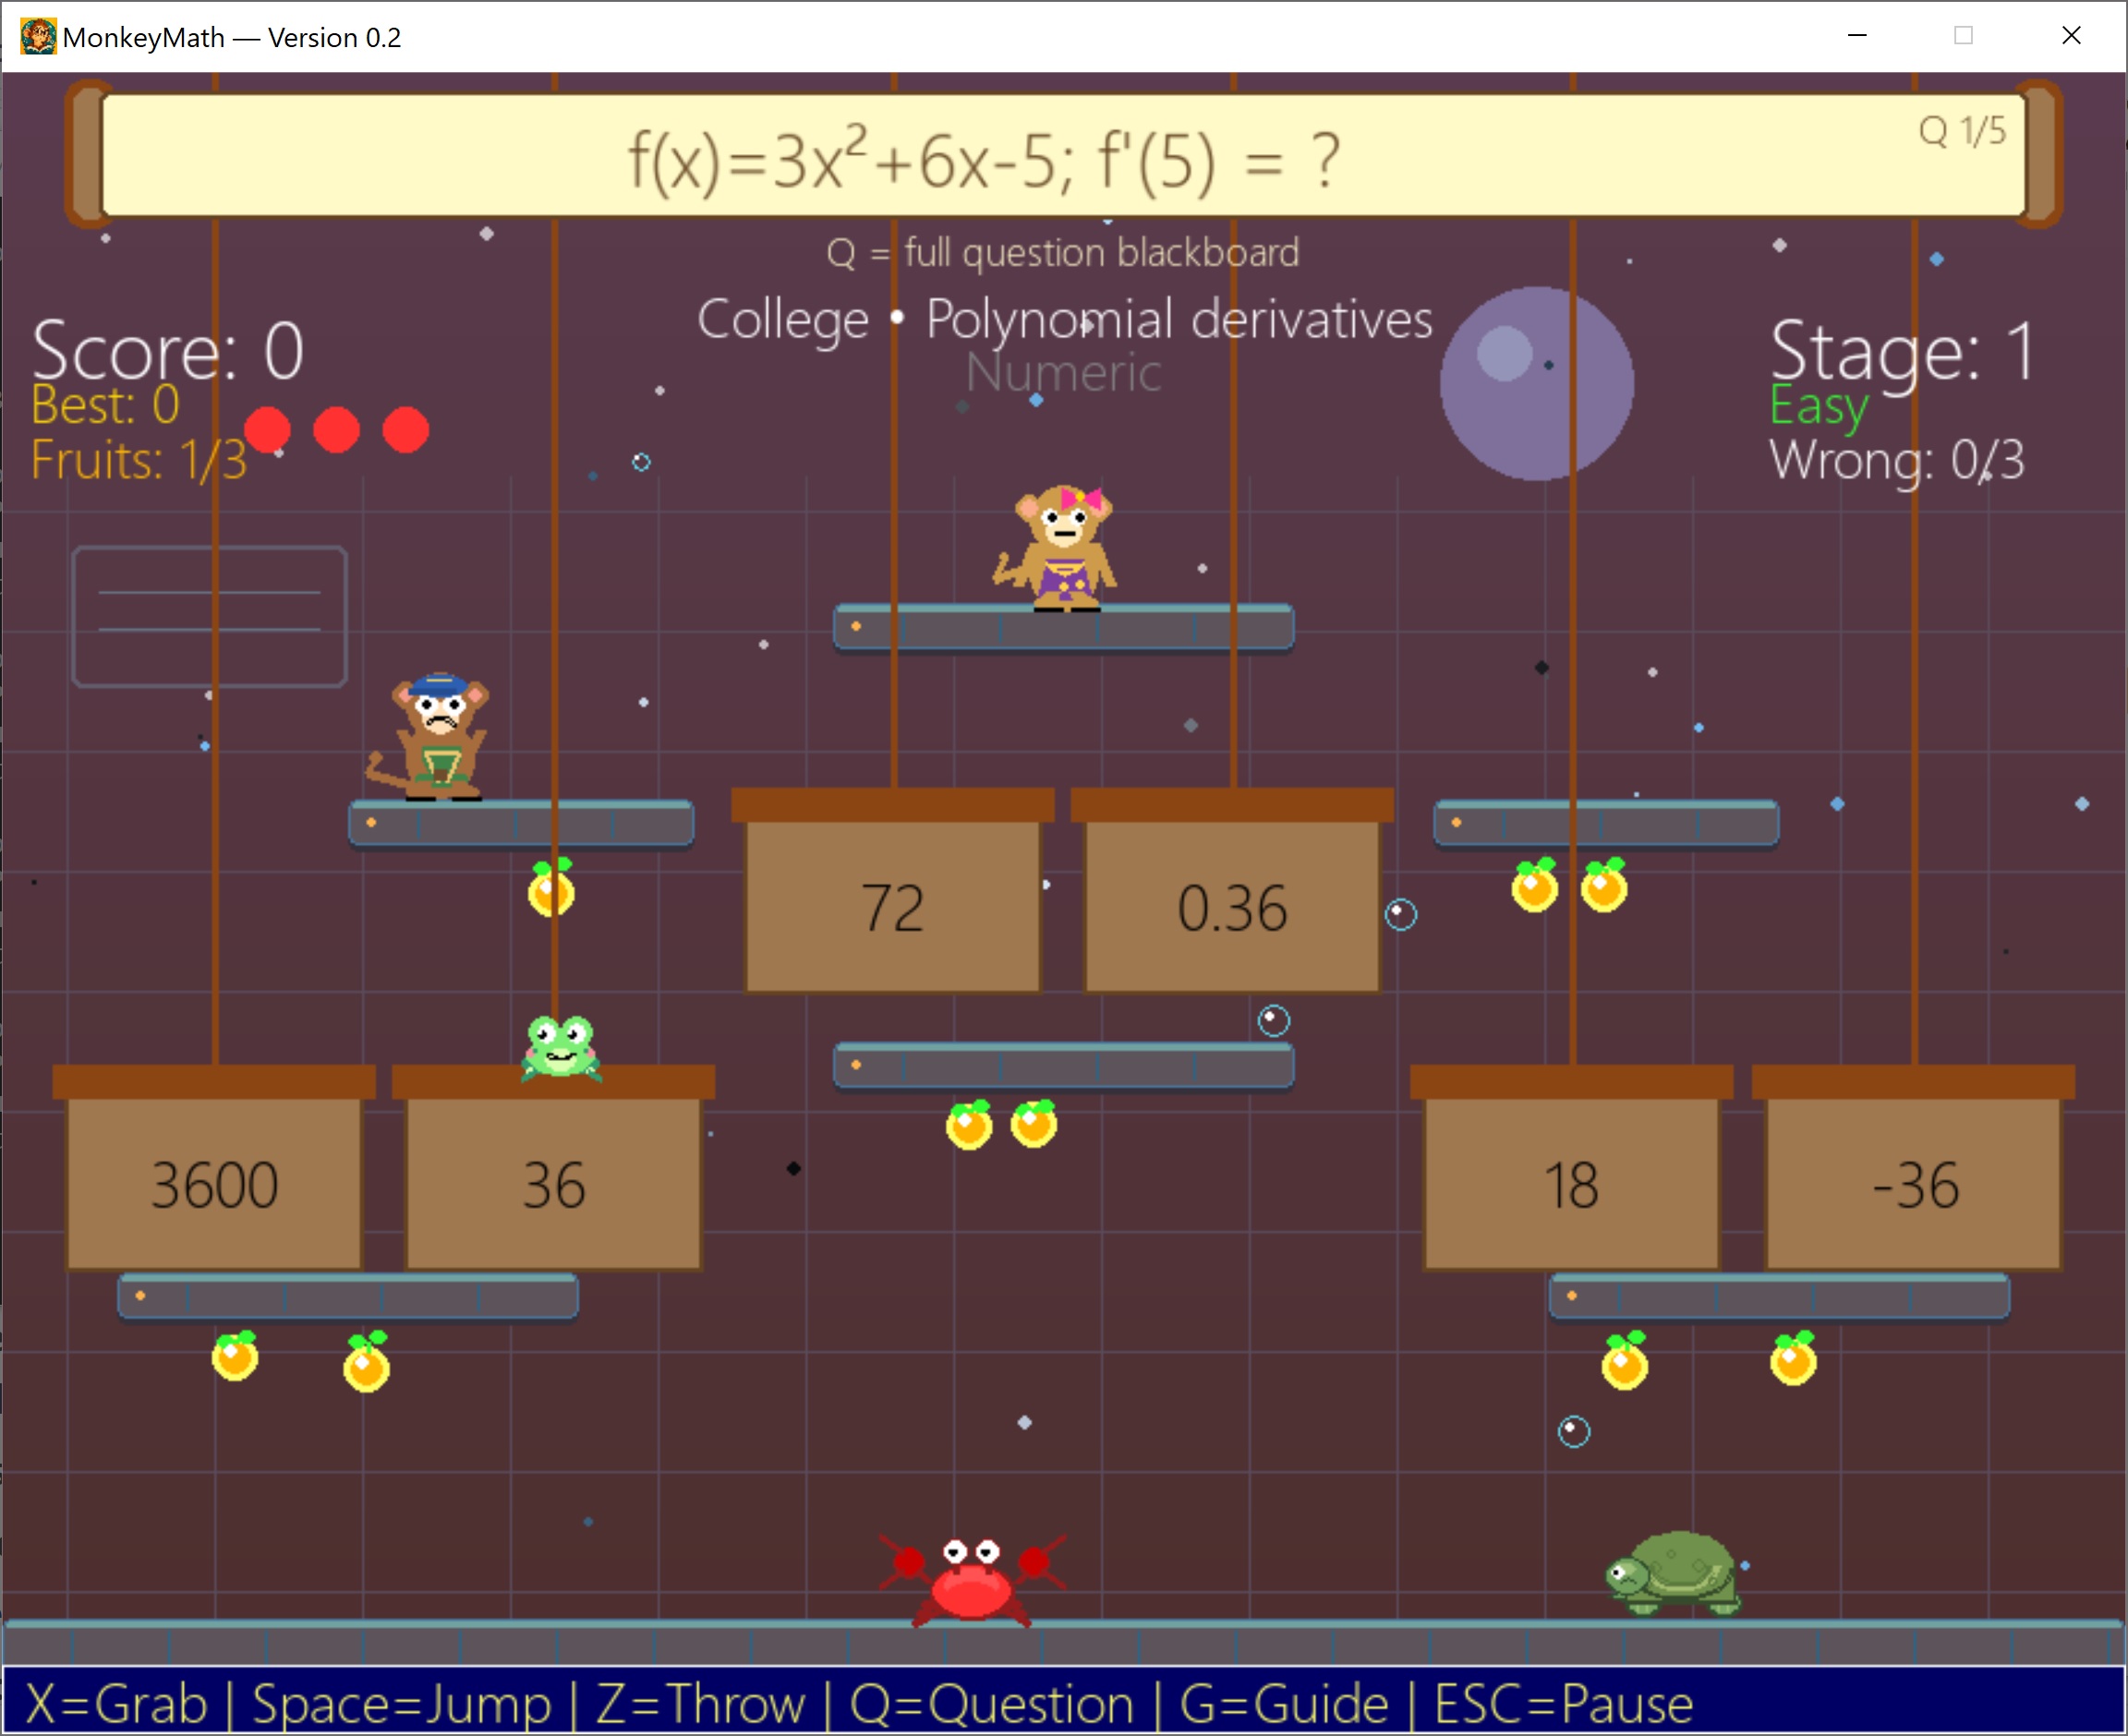 MonkeyMath — Version 0.2
f(x)=3x²+6x-5; f'(5) = ?
Q 1/5
Q = full question blackboard
College • Polynomial derivatives
Numeric
Score: 0
Best: 0
Fruits: 1/3
Stage: 1
Easy
Wrong: 0/3
72
0.36
3600
36
18
-36
X=Grab | Space=Jump | Z=Throw | Q=Question | G=Guide | ESC=Pause